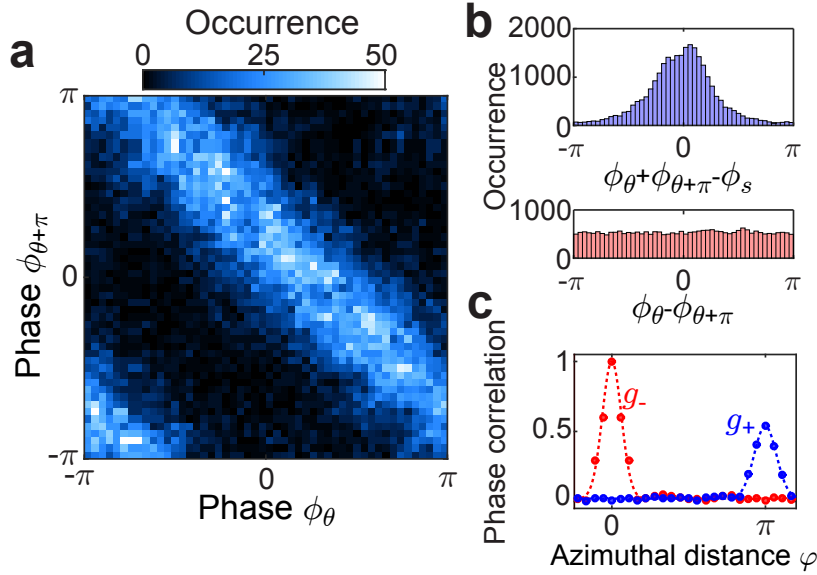 a
Occurrence
0 25 50
π
0
-π
Phase ϕθ+π
-π 0 π
Phase ϕθ
b
Occurrence
2000
1000
0
-π 0 π
ϕθ+ϕθ+π-ϕs
1000
0
-π 0 π
ϕθ-ϕθ+π
c
Phase correlation
1
0.5
0
g-
g+
0 π
Azimuthal distance φ